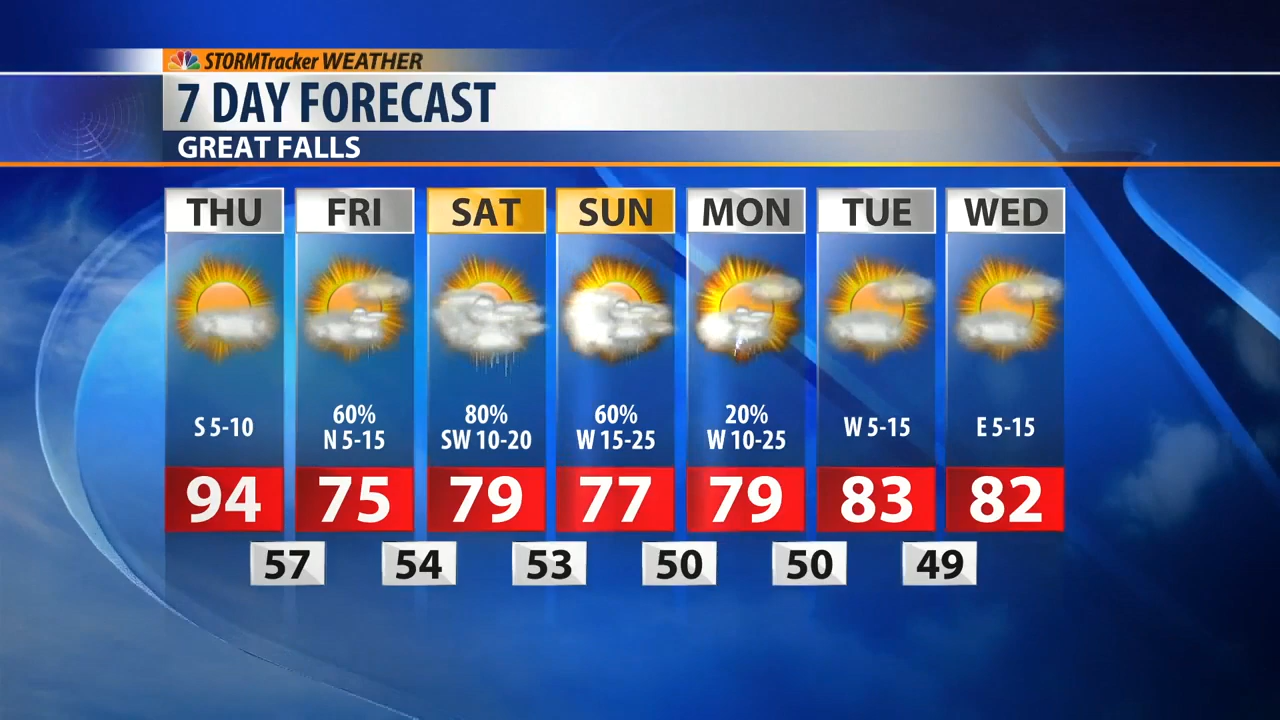 STORMTracker WEATHER
7 DAY FORECAST
GREAT FALLS
THU FRI SAT SUN MON TUE WED
S 5-10 60% N 5-15 80% SW 10-20 60% W 15-25 20% W 10-25 W 5-15 E 5-15
94 75 79 77 79 83 82
57 54 53 50 50 49